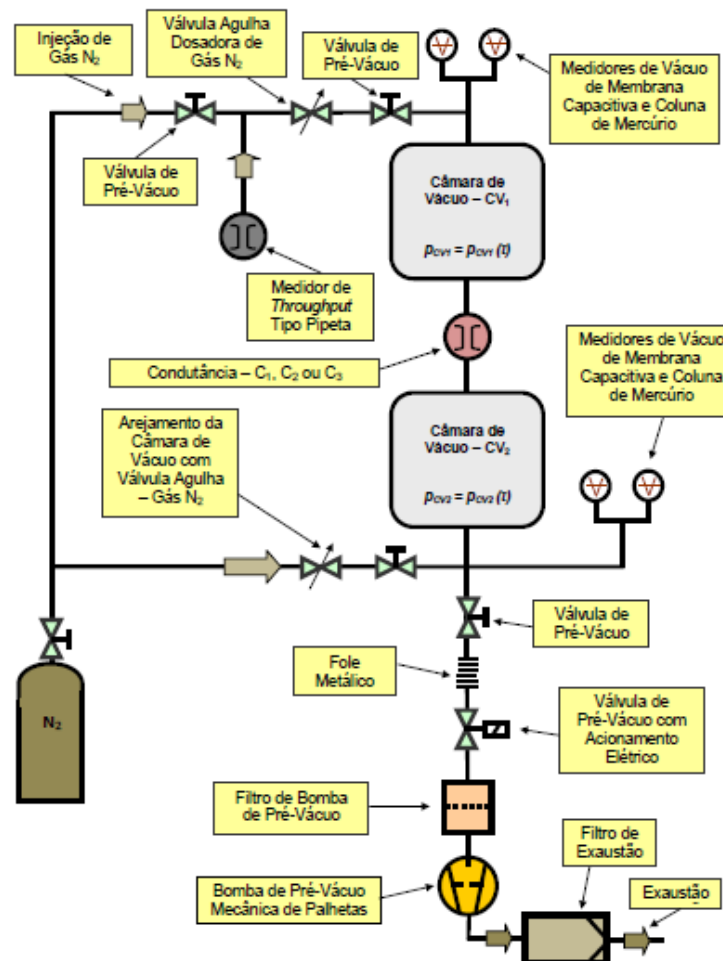 Injeção de
Gás N₂
Válvula Agulha
Dosadora de
Gás N₂
Válvula de
Pré-Vácuo
Medidores de Vácuo
de Membrana
Capacitiva e Coluna
de Mercúrio
Válvula de
Pré-Vácuo
Câmara de
Vácuo – CV₁
p_CV1 = p_CV1 (t)
Medidor de
Throughput
Tipo Pipeta
Condutância – C₁, C₂ ou C₃
Medidores de Vácuo
de Membrana
Capacitiva e Coluna
de Mercúrio
Arejamento da
Câmara de
Vácuo com
Válvula Agulha
– Gás N₂
Câmara de
Vácuo – CV₂
p_CV2 = p_CV2 (t)
Válvula de
Pré-Vácuo
Fole
Metálico
N₂
Válvula de
Pré-Vácuo com
Acionamento
Elétrico
Filtro de Bomba
de Pré-Vácuo
Filtro de
Exaustão
Bomba de Pré-Vácuo
Mecânica de Palhetas
Exaustão